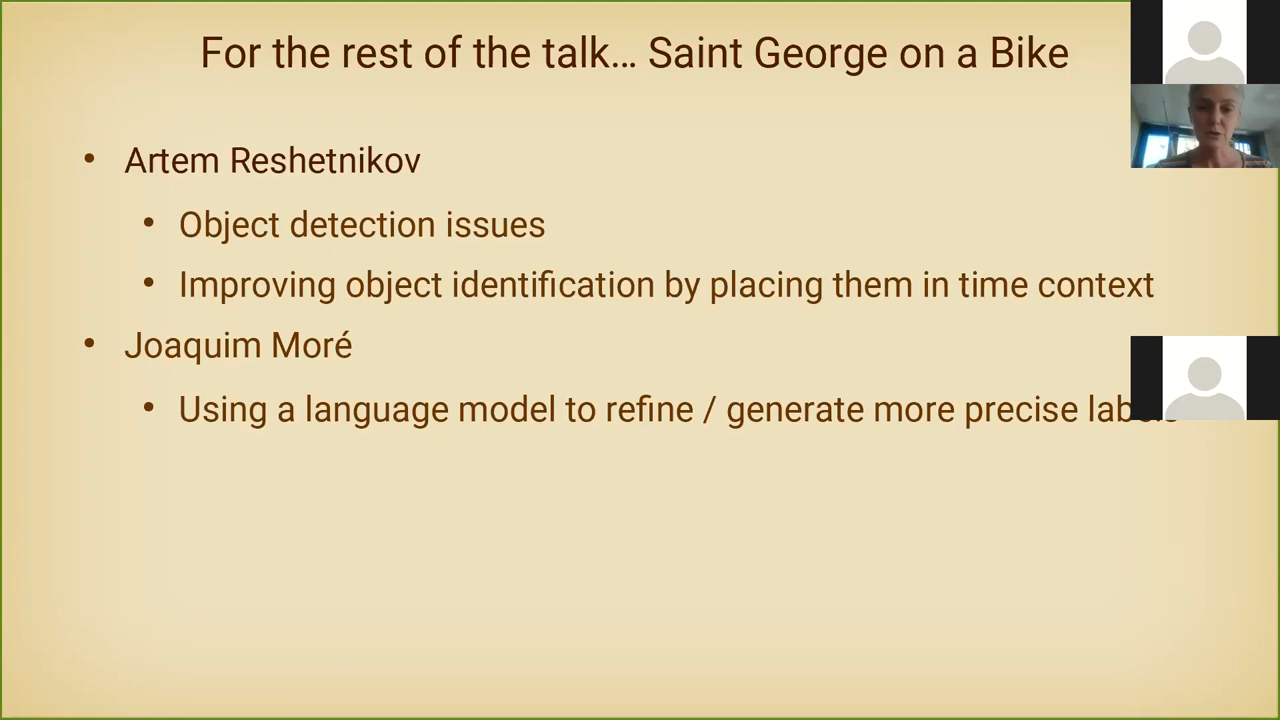 For the rest of the talk… Saint George on a Bike
• Artem Reshetnikov
• Object detection issues
• Improving object identification by placing them in time context
• Joaquim Moré
• Using a language model to refine / generate more precise